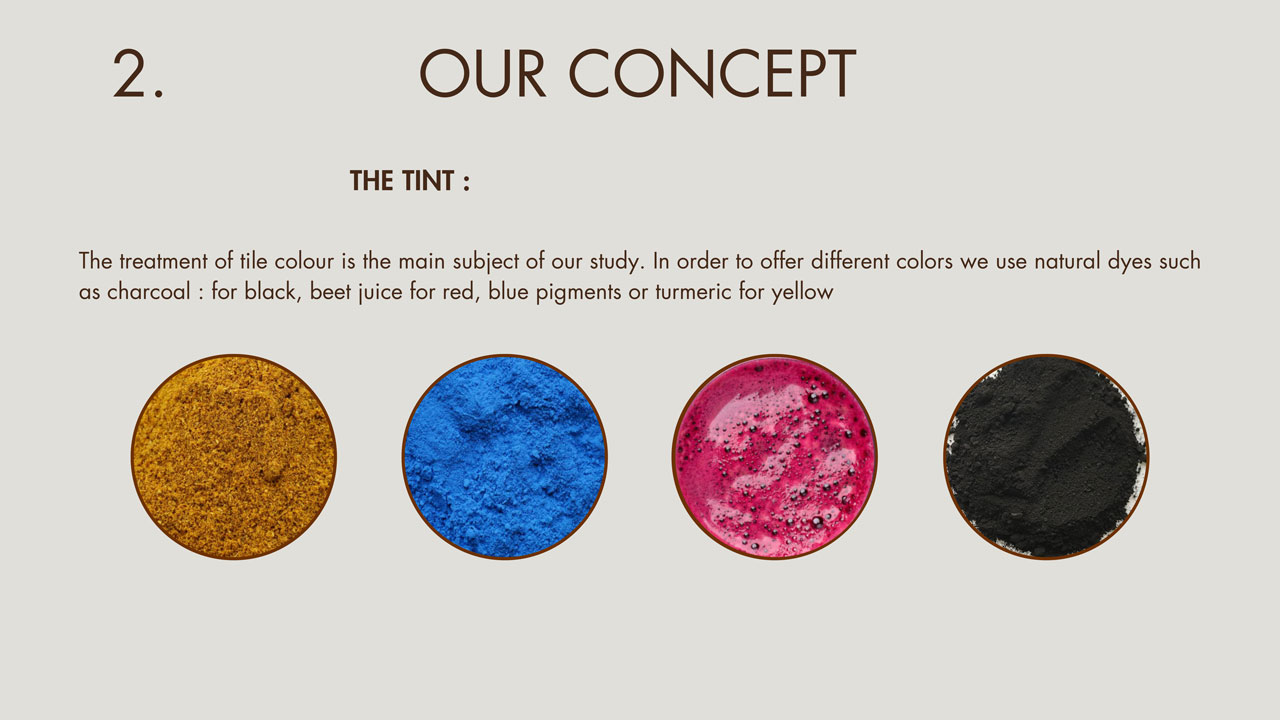 2.
OUR CONCEPT
THE TINT :
The treatment of tile colour is the main subject of our study. In order to offer different colors we use natural dyes such
as charcoal : for black, beet juice for red, blue pigments or turmeric for yellow